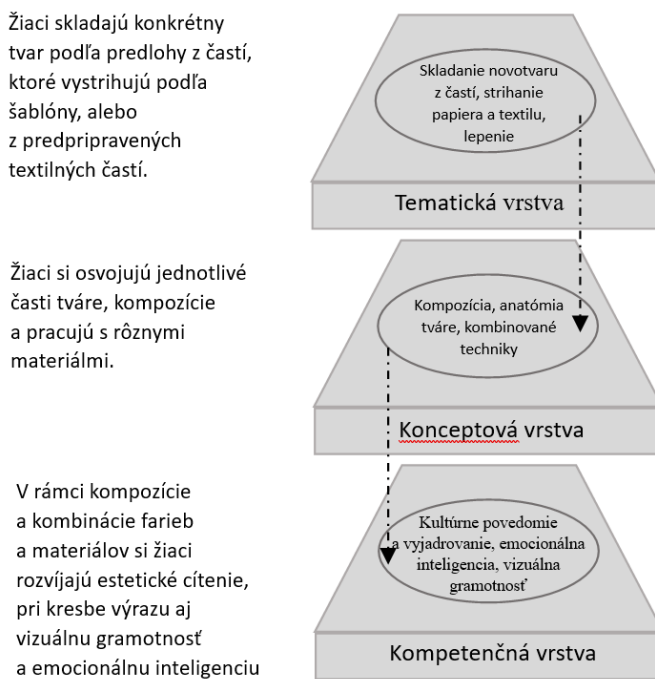 Žiaci skladajú konkrétny
tvar podľa predlohy z častí,
ktoré vystrihujú podľa
šablóny, alebo
z predpripravených
textilných častí.
Skladanie novotvaru
z častí, strihanie
papiera a textilu,
lepenie
Tematická vrstva
Žiaci si osvojujú jednotlivé
časti tváre, kompozície
a pracujú s rôznymi
materiálmi.
Kompozícia, anatómia
tváre, kombinované
techniky
Konceptová vrstva
V rámci kompozície
a kombinácie farieb
a materiálov si žiaci
rozvíjajú estetické cítenie,
pri kresbe výrazu aj
vizuálnu gramotnosť
a emocionálnu inteligenciu
Kultúrne povedomie
a vyjadrovanie, emocionálna
inteligencia, vizuálna
gramotnosť
Kompetenčná vrstva